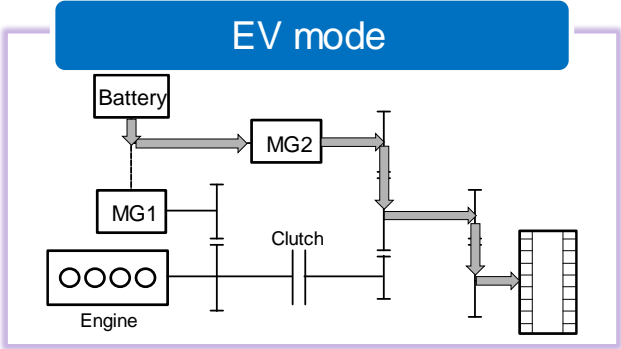 EV mode
Battery
MG2
MG1
Clutch
Engine